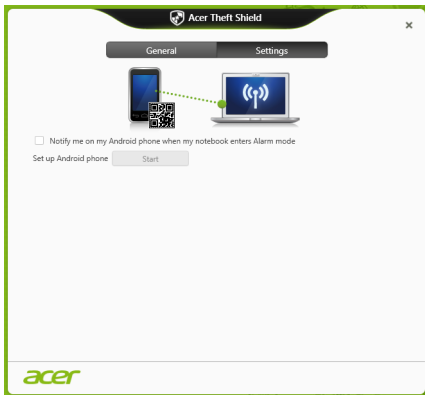 Acer Theft Shield
General Settings
Notify me on my Android phone when my notebook enters Alarm mode
Set up Android phone Start
acer